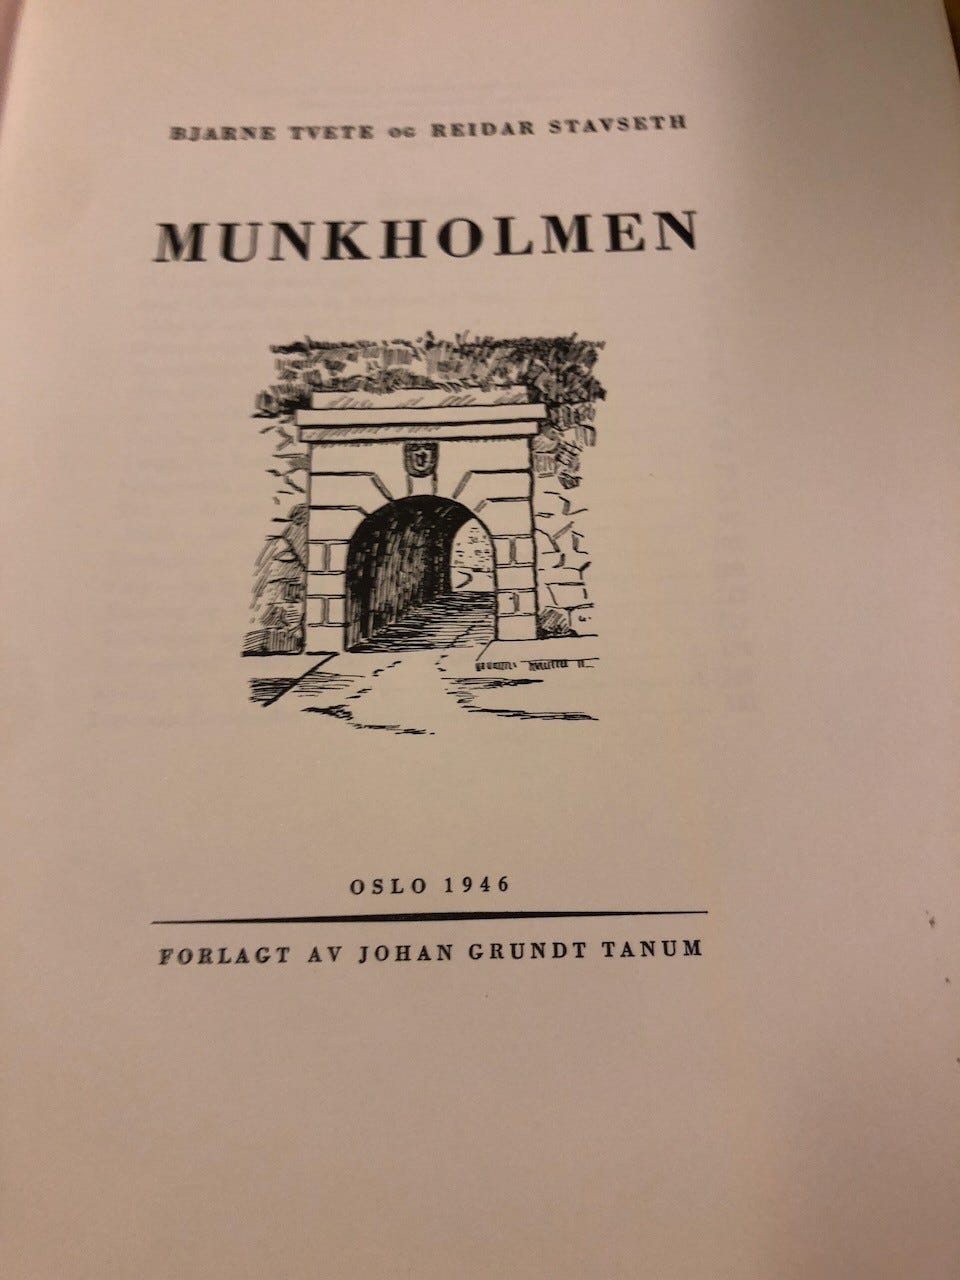 BJARNE TVETE OG REIDAR STAVSETH
MUNKHOLMEN
OSLO 1946
FORLAGT AV JOHAN GRUNDT TANUM